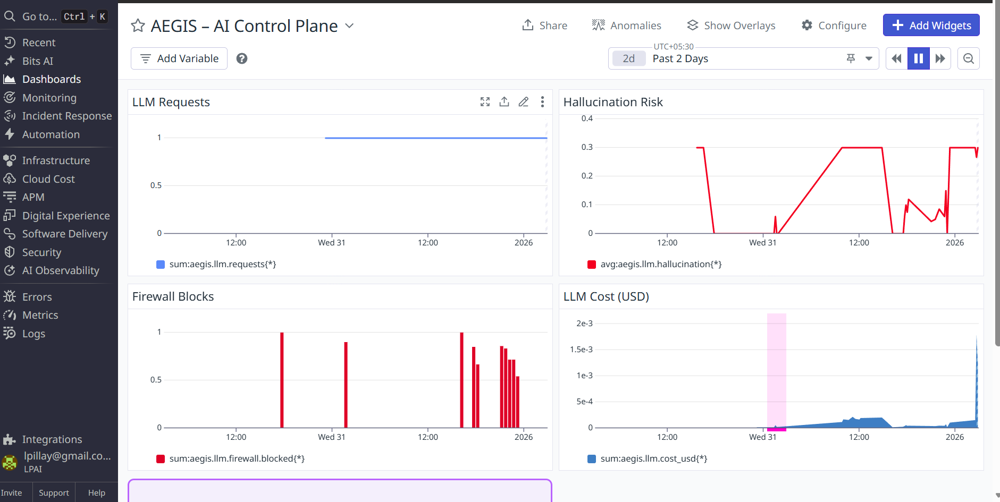 Go to... Ctrl + K
Recent
Bits AI
Dashboards
Monitoring
Incident Response
Automation
Infrastructure
Cloud Cost
APM
Digital Experience
Software Delivery
Security
AI Observability
Errors
Metrics
Logs
Integrations
lpillay@gmail.co...
LPAI
Invite Support Help
AEGIS – AI Control Plane
Share Anomalies Show Overlays Configure Add Widgets
Add Variable
UTC+05:30
2d Past 2 Days
LLM Requests
1
0.5
0
12:00 Wed 31 12:00 2026
sum:aegis.llm.requests{*}
Hallucination Risk
0.4
0.3
0.2
0.1
0
12:00 Wed 31 12:00 2026
avg:aegis.llm.hallucination{*}
Firewall Blocks
1
0.5
0
12:00 Wed 31 12:00 2026
sum:aegis.llm.firewall.blocked{*}
LLM Cost (USD)
2e-3
1.5e-3
1e-3
5e-4
0
12:00 Wed 31 12:00 2026
sum:aegis.llm.cost_usd{*}